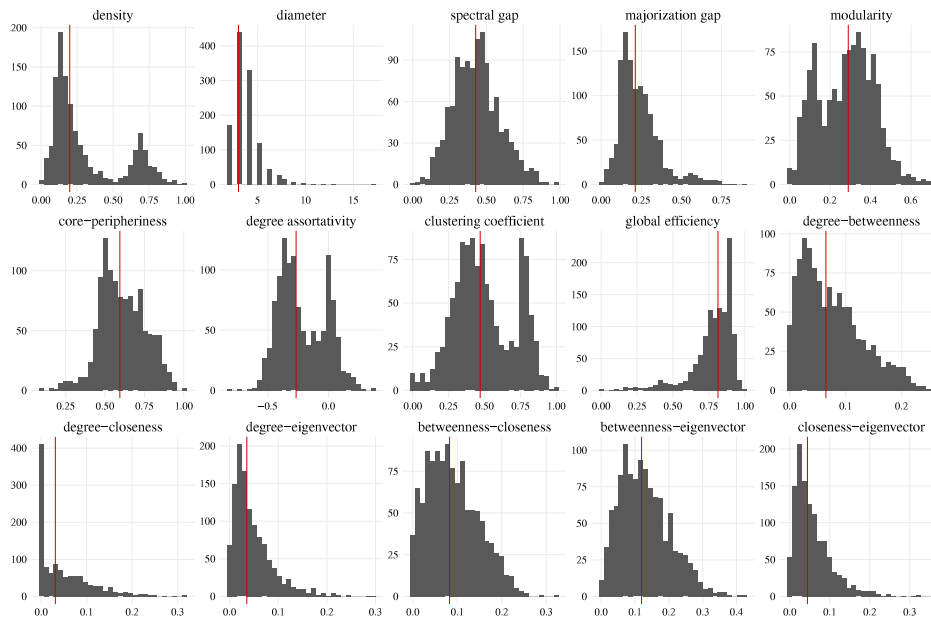 density
200
150
100
50
0
0.00 0.25 0.50 0.75 1.00
diameter
400
300
200
100
0
5 10 15
spectral gap
90
60
30
0
0.00 0.25 0.50 0.75 1.00
majorization gap
150
100
50
0
0.00 0.25 0.50 0.75
modularity
75
50
25
0
0.0 0.2 0.4 0.6
core−peripheriness
100
50
0
0.25 0.50 0.75 1.00
degree assortativity
100
50
0
−0.5 0.0
clustering coefficient
75
50
25
0
0.00 0.25 0.50 0.75 1.00
global efficiency
200
150
100
50
0
0.00 0.25 0.50 0.75 1.00
degree−betweenness
100
75
50
25
0
0.0 0.1 0.2
degree−closeness
400
300
200
100
0
0.0 0.1 0.2 0.3
degree−eigenvector
200
150
100
50
0
0.0 0.1 0.2 0.3
betweenness−closeness
75
50
25
0
0.0 0.1 0.2 0.3
betweenness−eigenvector
100
75
50
25
0
0.0 0.1 0.2 0.3 0.4
closeness−eigenvector
200
150
100
50
0
0.0 0.1 0.2 0.3